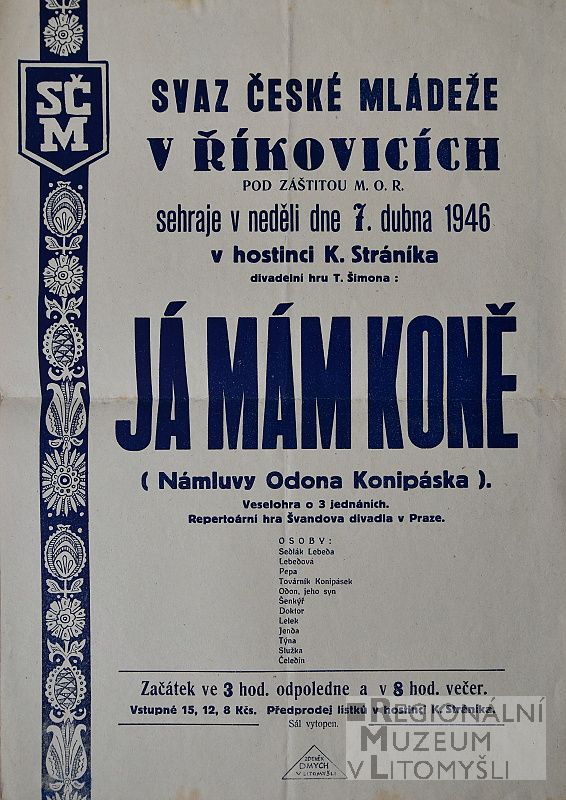 SČM
SVAZ ČESKÉ MLÁDEŽE
V ŘÍKOVICÍCH
POD ZÁŠTITOU M. O. R.
sehraje v neděli dne 7. dubna 1946
v hostinci K. Stráníka
divadelní hru T. Šimona :
JÁ MÁM KONĚ
( Námluvy Odona Konipáska ).
Veselohra o 3 jednáních.
Repertoární hra Švandova divadla v Praze.
OSOBY :
Sedlák Lebeda
Lebedová
Pepa
Továrník Konipásek
Odon, jeho syn
Šenkýř
Doktor
Lelek
Jenda
Týna
Služka
Čeledín
Začátek ve 3 hod. odpoledne a v 8 hod. večer.
Vstupné 15, 12, 8 Kčs. Předprodej lístků v hostinci K. Stráníka.
Sál vytopen.
ZDENĚK
DMYCH
V LITOMYŠLI
REGIONÁLNÍ
MUZEUM
V LITOMYŠLI